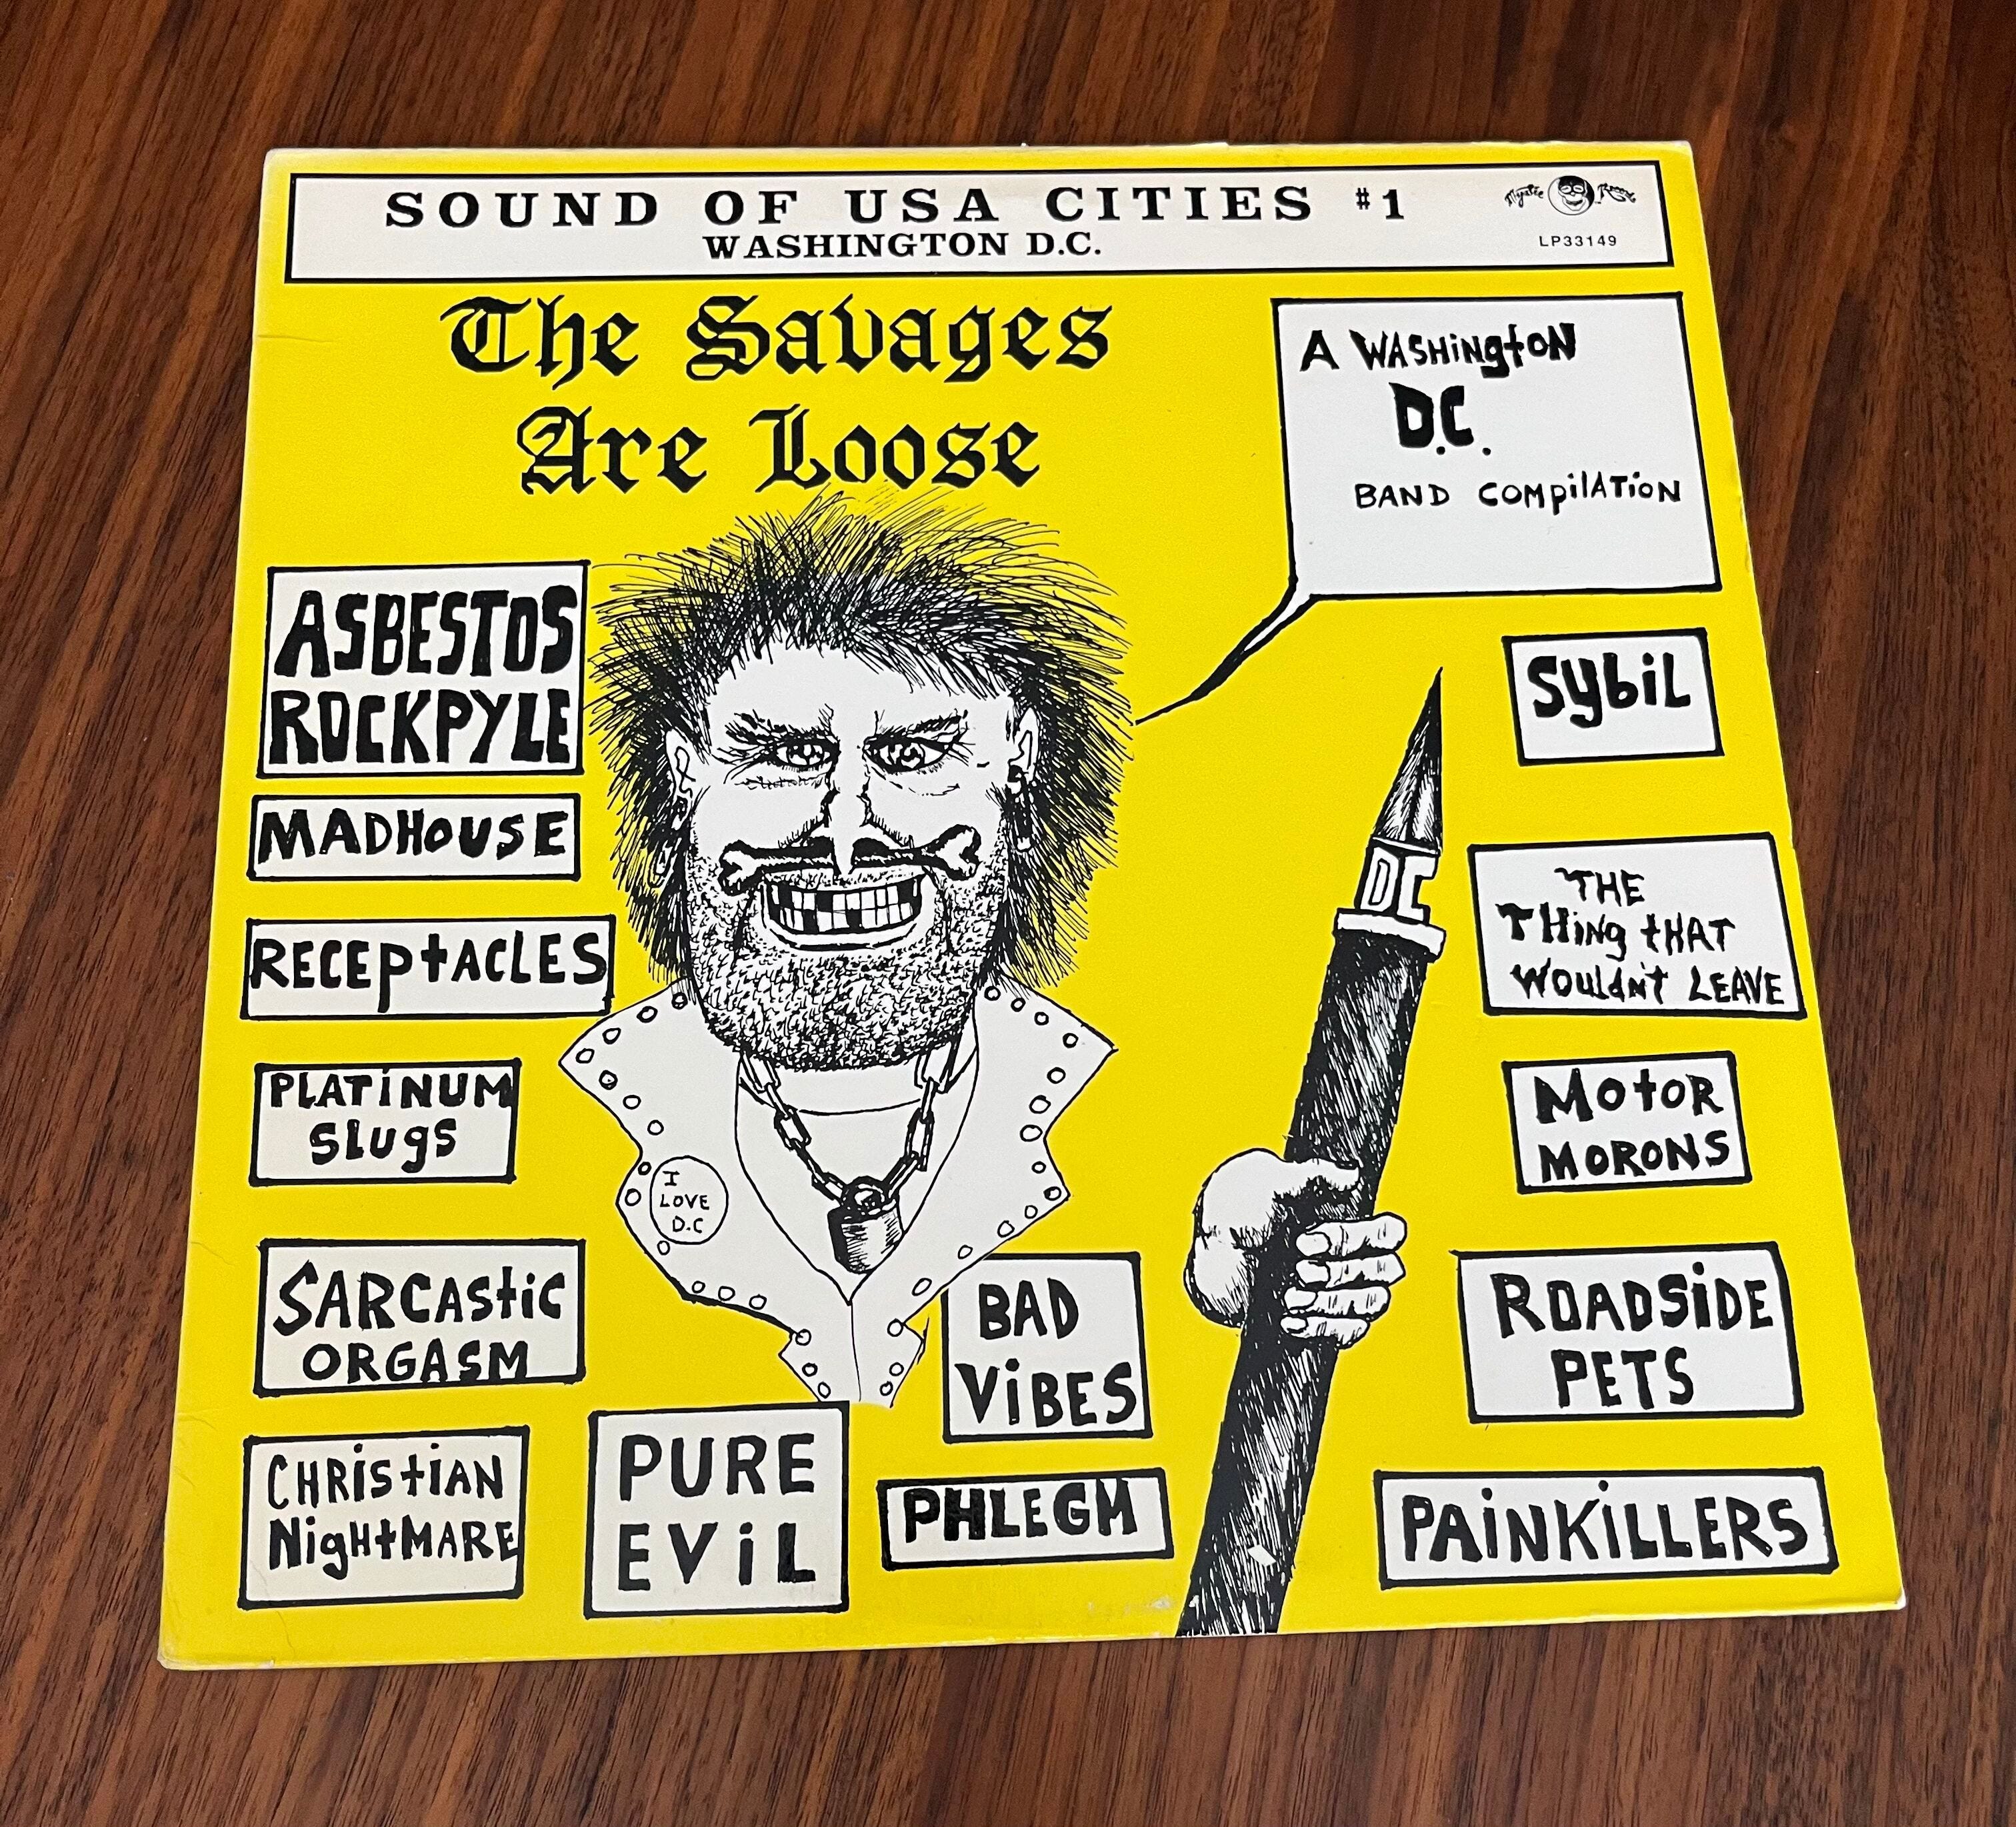 SOUND OF USA CITIES #1
WASHINGTON D.C.
Mystic Records
LP33149
The Savages
Are Loose
A WASHINgtON
D.C.
BAND COMPilATiON
ASBESTOS
ROCKPYLE
MADHOUSE
RECEptACLES
PLATiNUM
Slugs
SARCAStiC
ORGASM
CHRiStiAN
NigHtMARE
PURE
EViL
I
LOVE
D.C
BAD
ViBES
PHLEGM
DC
SybiL
THE
THiNg tHAT
WOuldN't LEAVE
MOtOR
MORONS
ROADSiDE
PETS
PAiNKiLLERS